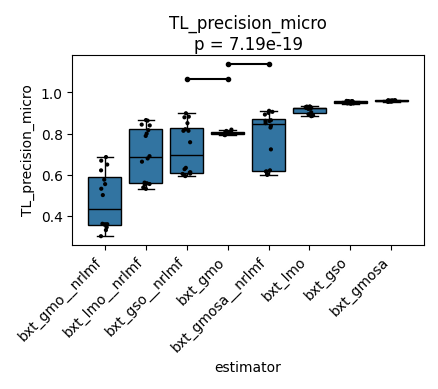 TL_precision_micro
p = 7.19e-19
TL_precision_micro
1.0
0.8
0.6
0.4
bxt_gmo__nrlmf
bxt_lmo__nrlmf
bxt_gso__nrlmf
bxt_gmo
bxt_gmosa__nrlmf
bxt_lmo
bxt_gso
bxt_gmosa
estimator